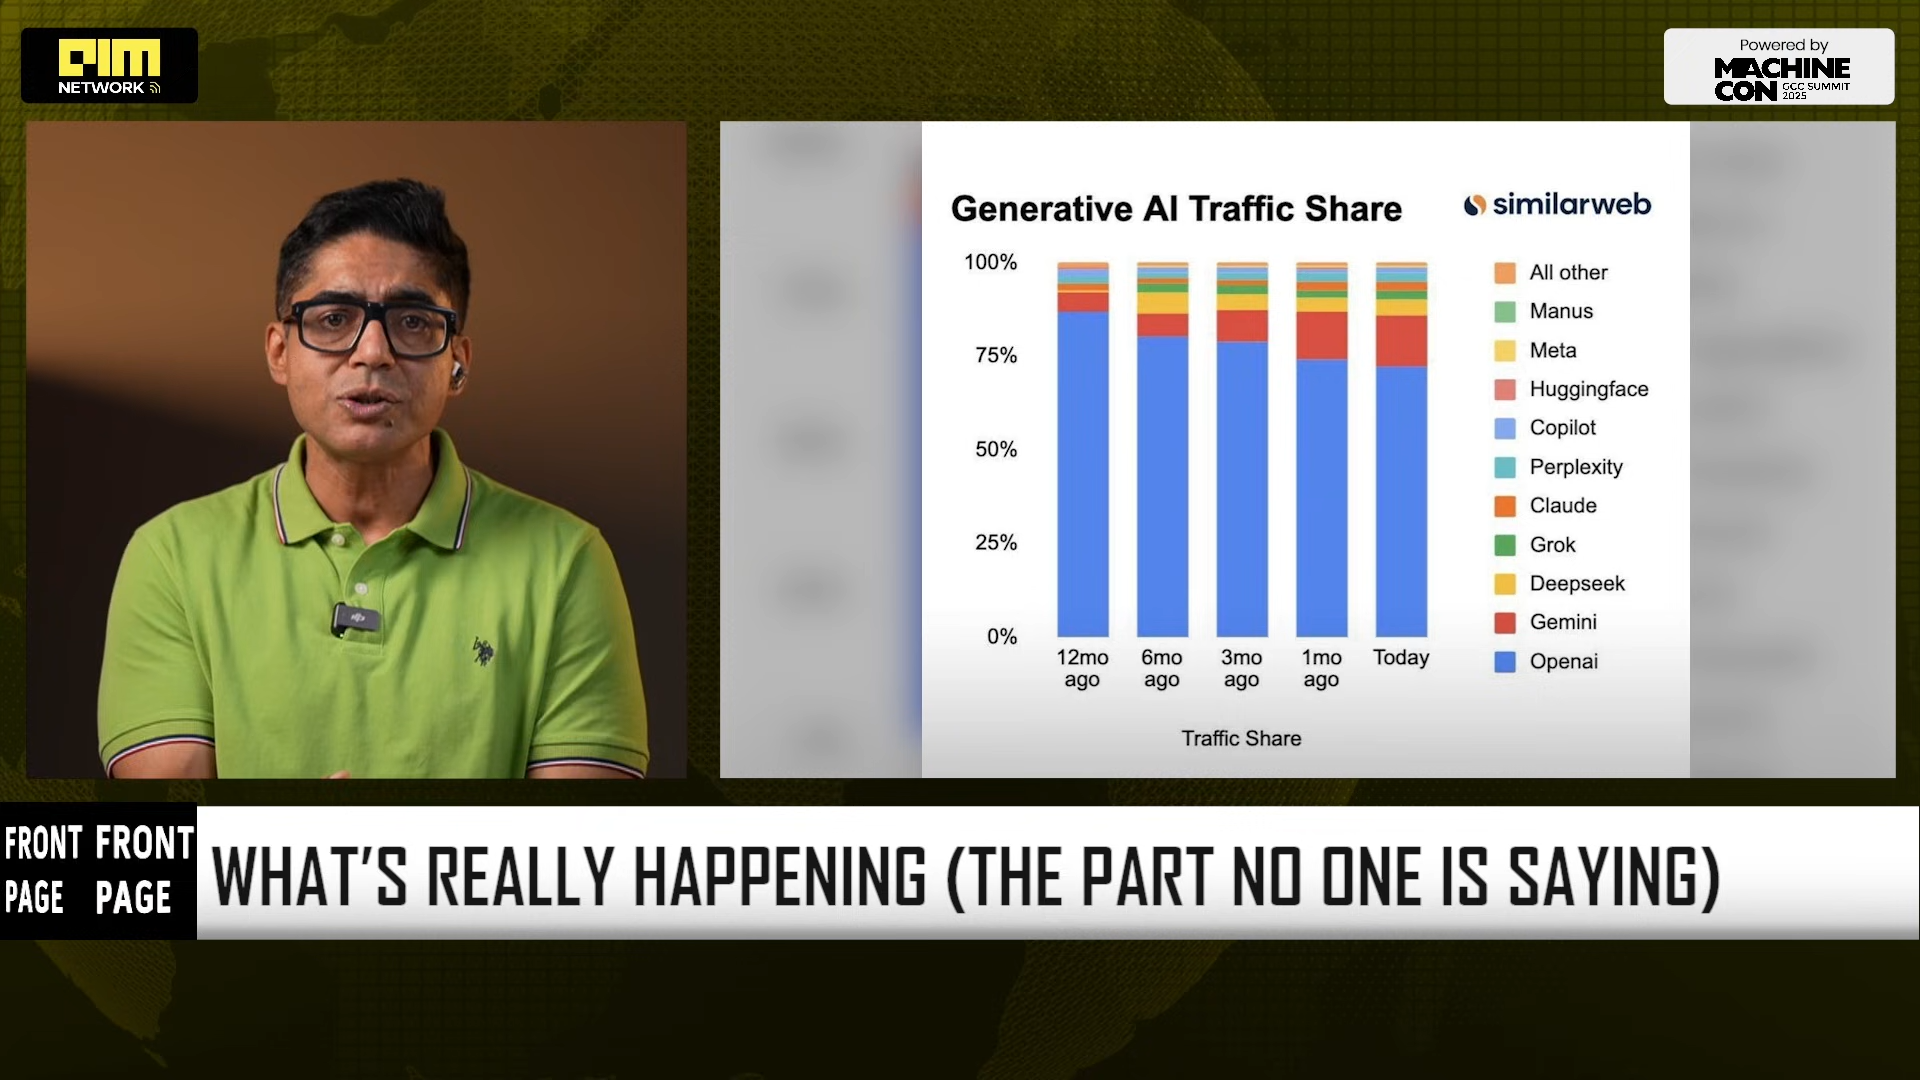 AIM
NETWORK
Powered by
MACHINE
CON GCC SUMMIT
2025
Generative AI Traffic Share
similarweb
100%
75%
50%
25%
0%
12mo
ago
6mo
ago
3mo
ago
1mo
ago
Today
Traffic Share
All other
Manus
Meta
Huggingface
Copilot
Perplexity
Claude
Grok
Deepseek
Gemini
Openai
FRONT FRONT
PAGE PAGE
WHAT'S REALLY HAPPENING (THE PART NO ONE IS SAYING)